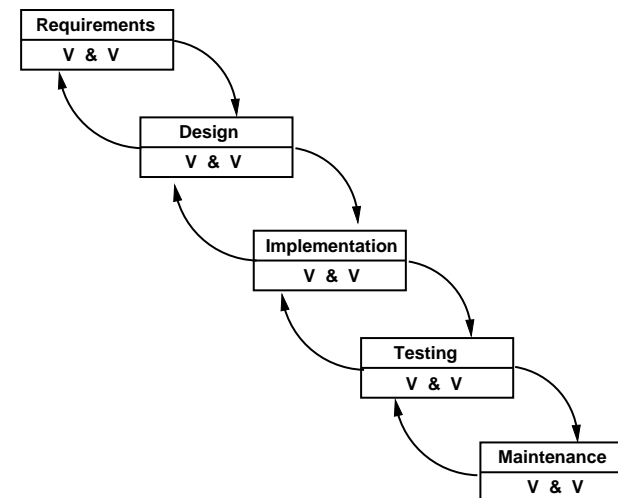 Requirements
V & V
Design
V & V
Implementation
V & V
Testing
V & V
Maintenance
V & V